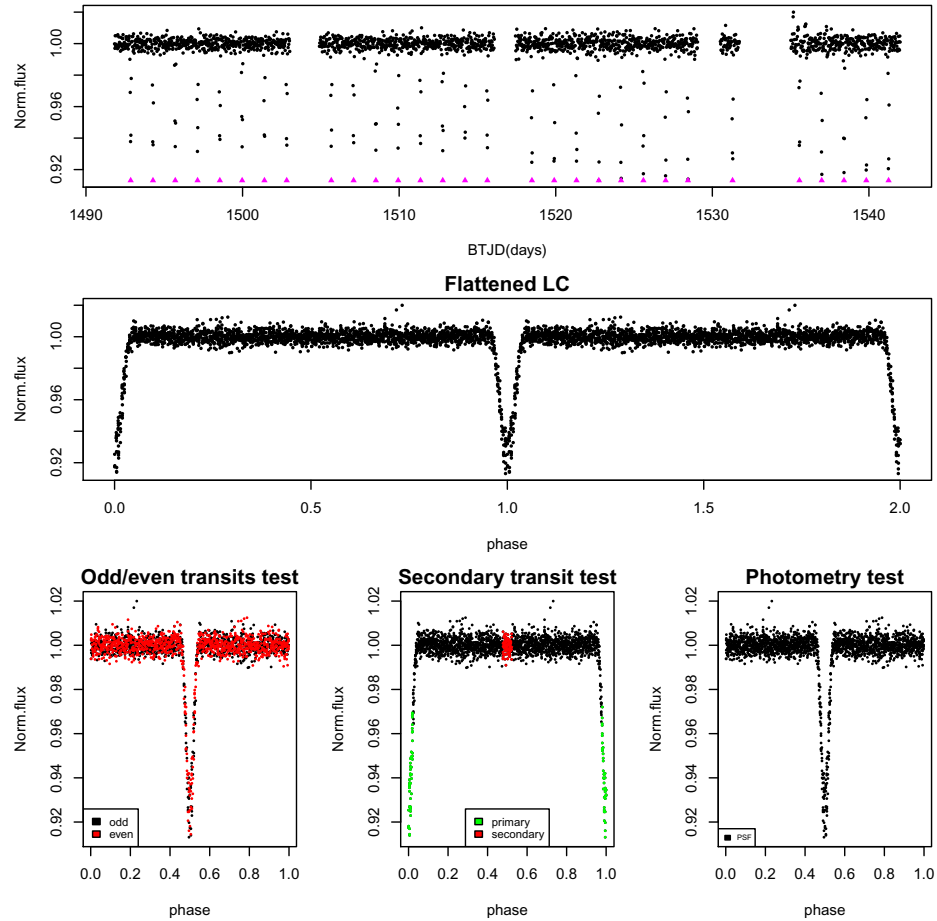 Norm.flux
0.92 0.96 1.00
1490 1500 1510 1520 1530 1540
BTJD(days)
Flattened LC
Norm.flux
0.92 0.96 1.00
0.0 0.5 1.0 1.5 2.0
phase
Odd/even transits test
Norm.flux
0.92 0.94 0.96 0.98 1.00 1.02
odd
even
0.0 0.2 0.4 0.6 0.8 1.0
phase
Secondary transit test
Norm.flux
0.92 0.94 0.96 0.98 1.00 1.02
primary
secondary
0.0 0.2 0.4 0.6 0.8 1.0
phase
Photometry test
Norm.flux
0.92 0.94 0.96 0.98 1.00 1.02
PSF
0.0 0.2 0.4 0.6 0.8 1.0
phase